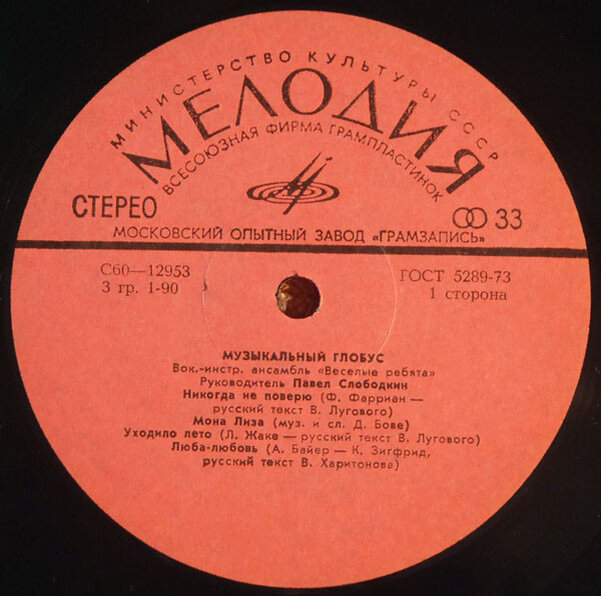 МИНИСТЕРСТВО КУЛЬТУРЫ СССР
МЕЛОДИЯ
ВСЕСОЮЗНАЯ ФИРМА ГРАМПЛАСТИНОК
СТЕРЕО
33
МОСКОВСКИЙ ОПЫТНЫЙ ЗАВОД «ГРАМЗАПИСЬ»
С60—12953
ГОСТ 5289-73
3 гр. 1-90
1 сторона
МУЗЫКАЛЬНЫЙ ГЛОБУС
Вок.-инстр. ансамбль «Веселые ребята»
Руководитель Павел Слободкин
Никогда не поверю (Ф. Фарриан —
русский текст В. Лугового)
Мона Лиза (муз. и сл. Д. Бове)
Уходило лето (Л. Жаке — русский текст В. Лугового)
Люба-любовь (А. Байер — К. Зигфрид,
русский текст В. Харитонова)